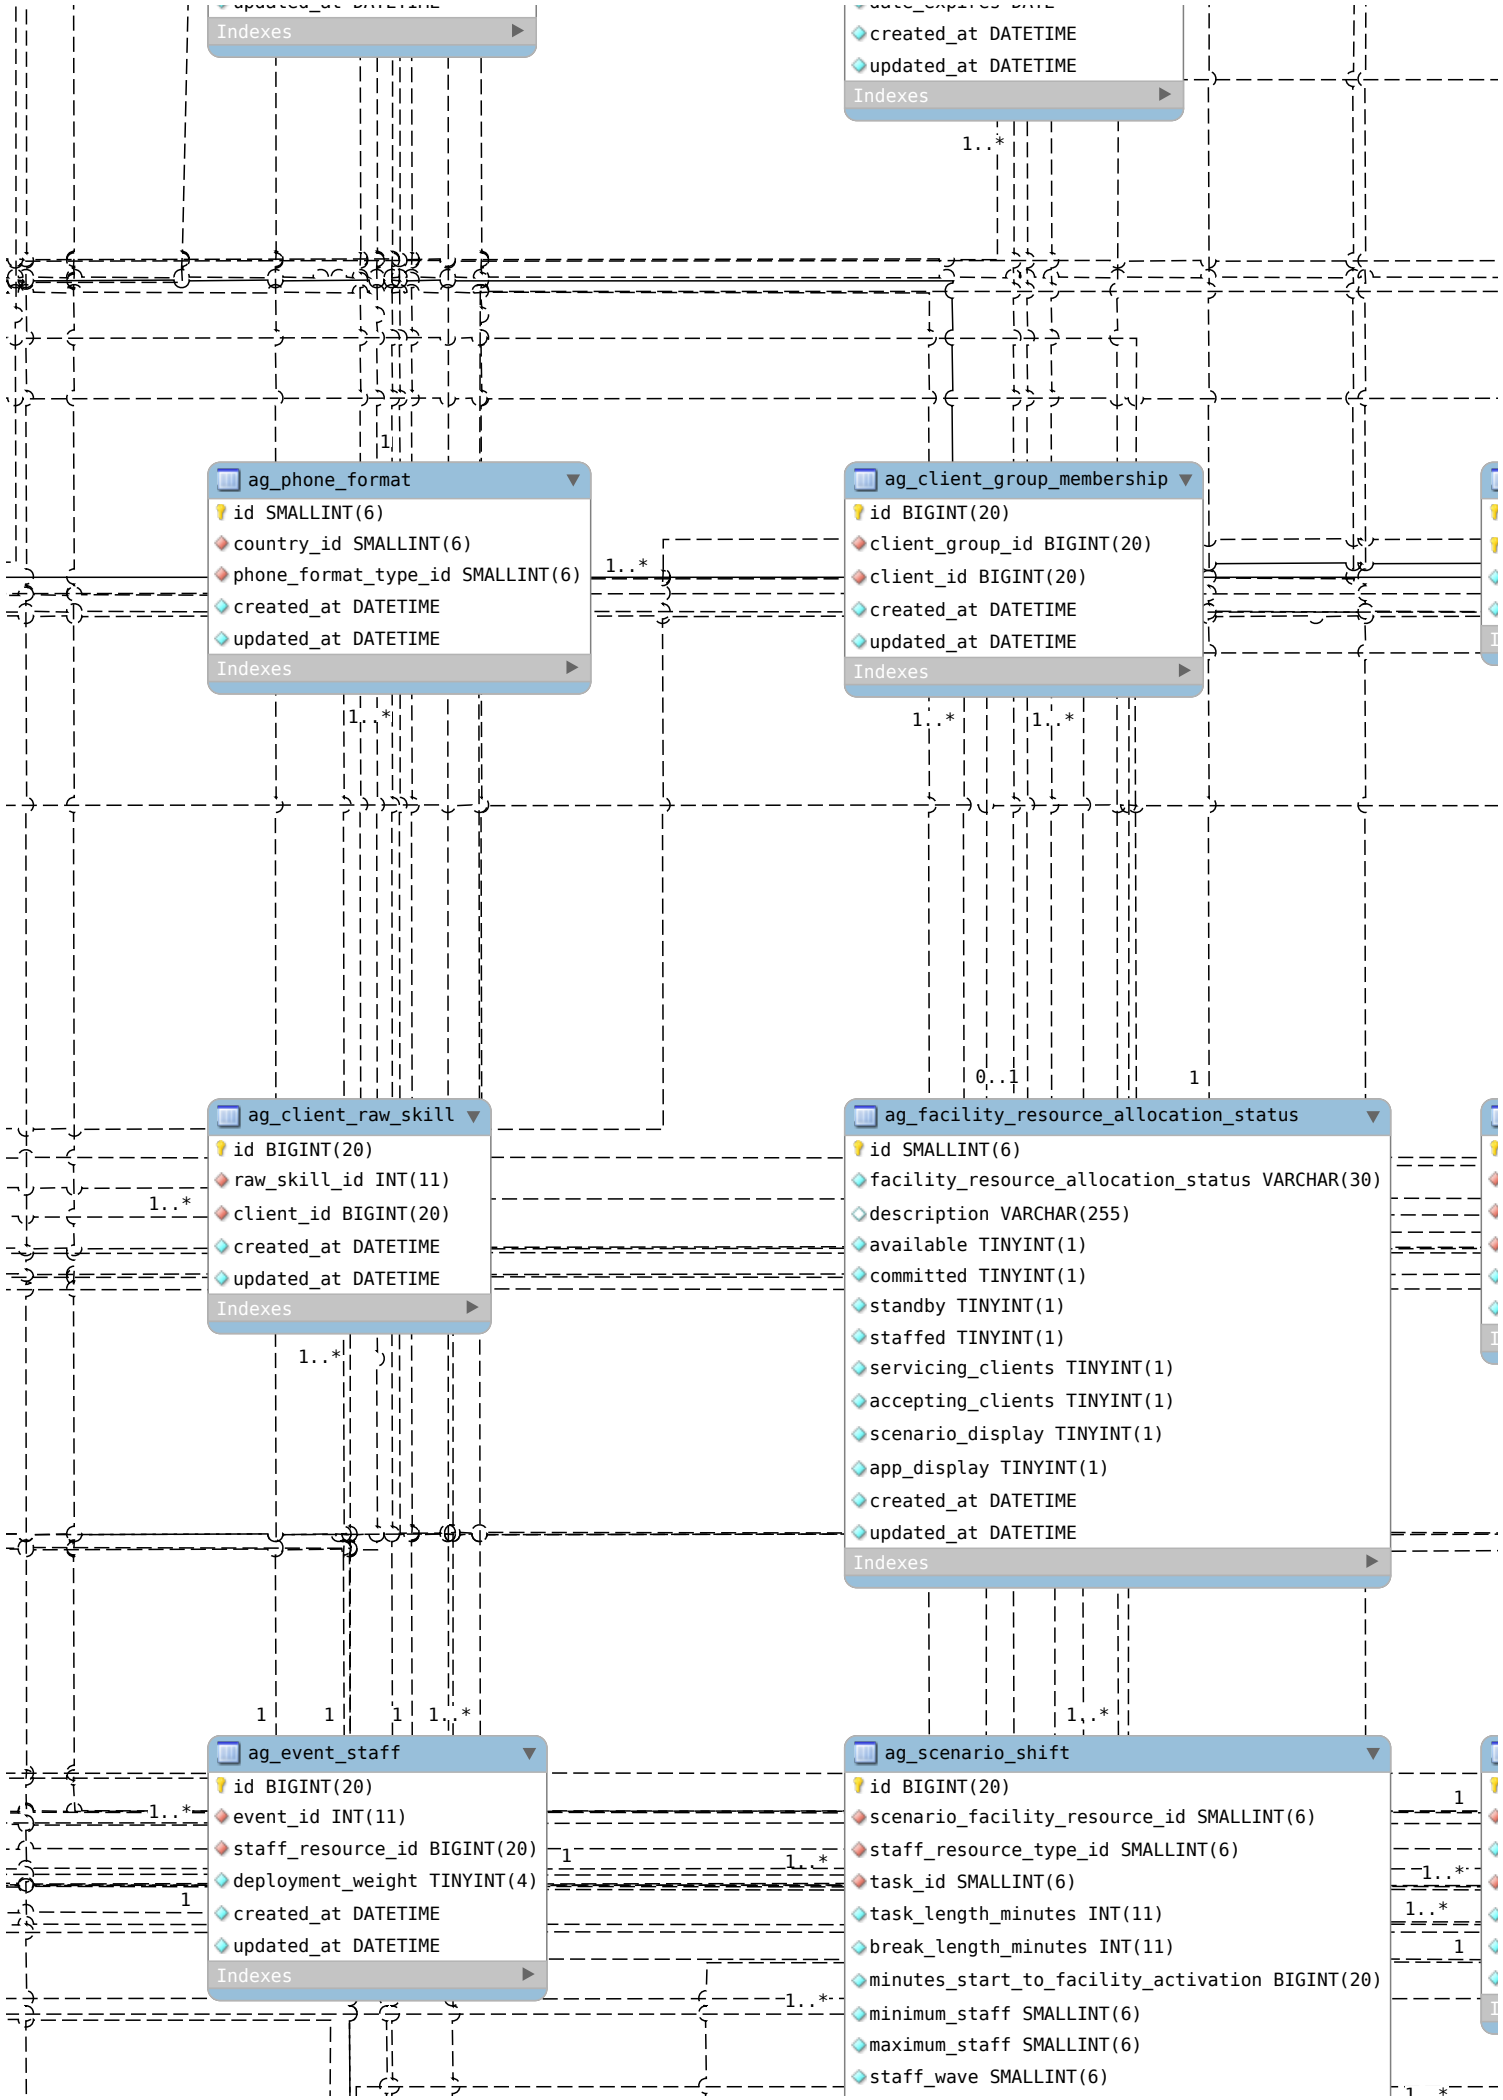 updated_at DATETIME
Indexes
date_expires DATE
created_at DATETIME
updated_at DATETIME
Indexes
1..*
1
ag_phone_format
id SMALLINT(6)
country_id SMALLINT(6)
phone_format_type_id SMALLINT(6)
created_at DATETIME
updated_at DATETIME
Indexes
1..*
1..*
ag_client_group_membership
id BIGINT(20)
client_group_id BIGINT(20)
client_id BIGINT(20)
created_at DATETIME
updated_at DATETIME
Indexes
1..*
1..*
0..1
1
ag_client_raw_skill
id BIGINT(20)
raw_skill_id INT(11)
client_id BIGINT(20)
created_at DATETIME
updated_at DATETIME
Indexes
1..*
1..*
ag_facility_resource_allocation_status
id SMALLINT(6)
facility_resource_allocation_status VARCHAR(30)
description VARCHAR(255)
available TINYINT(1)
committed TINYINT(1)
standby TINYINT(1)
staffed TINYINT(1)
servicing_clients TINYINT(1)
accepting_clients TINYINT(1)
scenario_display TINYINT(1)
app_display TINYINT(1)
created_at DATETIME
updated_at DATETIME
Indexes
1
1
1
1..*
1..*
ag_event_staff
id BIGINT(20)
event_id INT(11)
staff_resource_id BIGINT(20)
deployment_weight TINYINT(4)
created_at DATETIME
updated_at DATETIME
Indexes
1..*
1
1
1..*
1..*
ag_scenario_shift
id BIGINT(20)
scenario_facility_resource_id SMALLINT(6)
staff_resource_type_id SMALLINT(6)
task_id SMALLINT(6)
task_length_minutes INT(11)
break_length_minutes INT(11)
minutes_start_to_facility_activation BIGINT(20)
minimum_staff SMALLINT(6)
maximum_staff SMALLINT(6)
staff_wave SMALLINT(6)
1
1..*
1..*
1